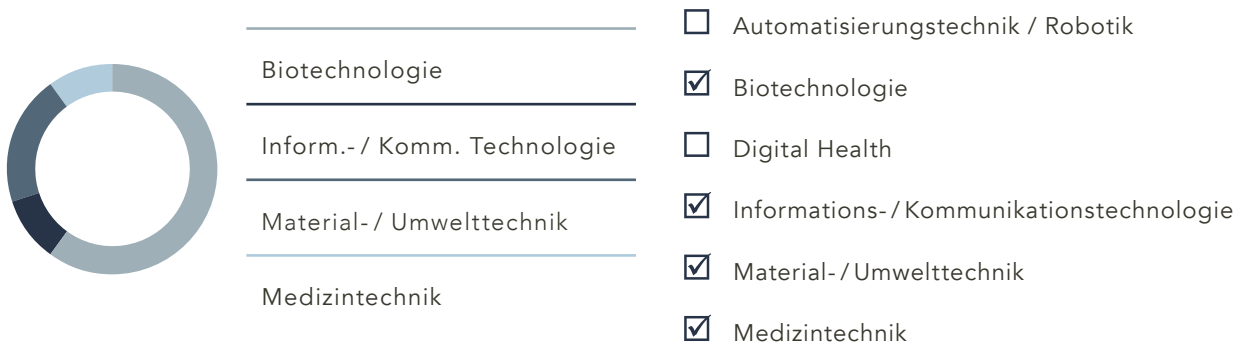 Biotechnologie
Inform.- / Komm. Technologie
Material- / Umwelttechnik
Medizintechnik
Automatisierungstechnik / Robotik
Biotechnologie
Digital Health
Informations- / Kommunikationstechnologie
Material- / Umwelttechnik
Medizintechnik